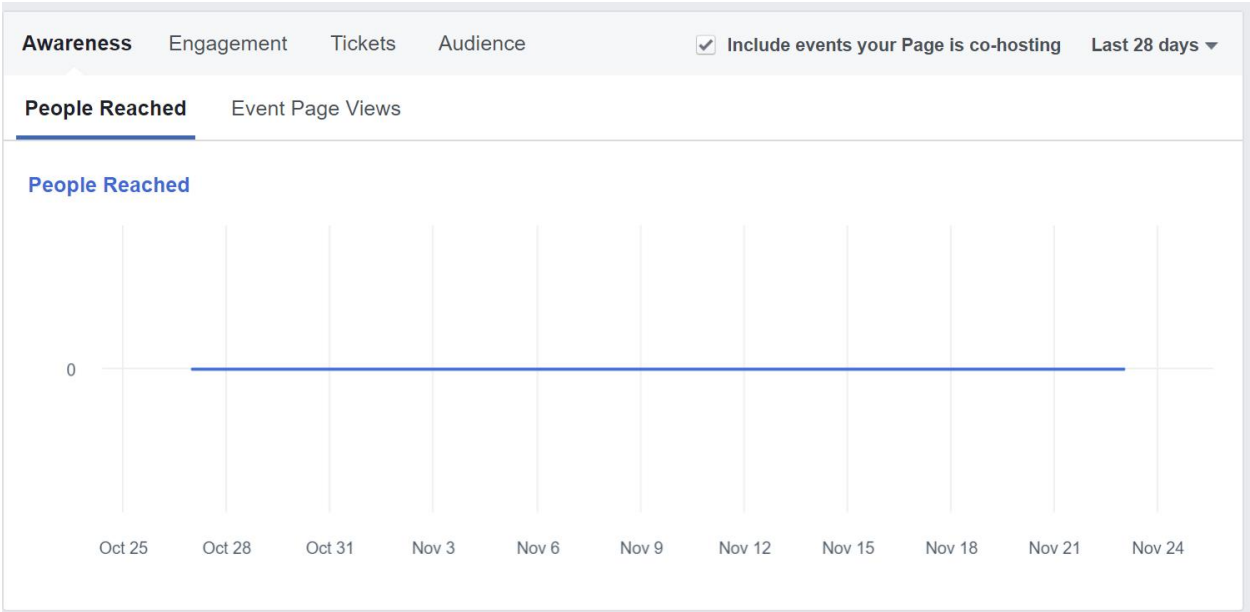 Awareness Engagement Tickets Audience Include events your Page is co-hosting Last 28 days
People Reached Event Page Views
People Reached
0
Oct 25 Oct 28 Oct 31 Nov 3 Nov 6 Nov 9 Nov 12 Nov 15 Nov 18 Nov 21 Nov 24